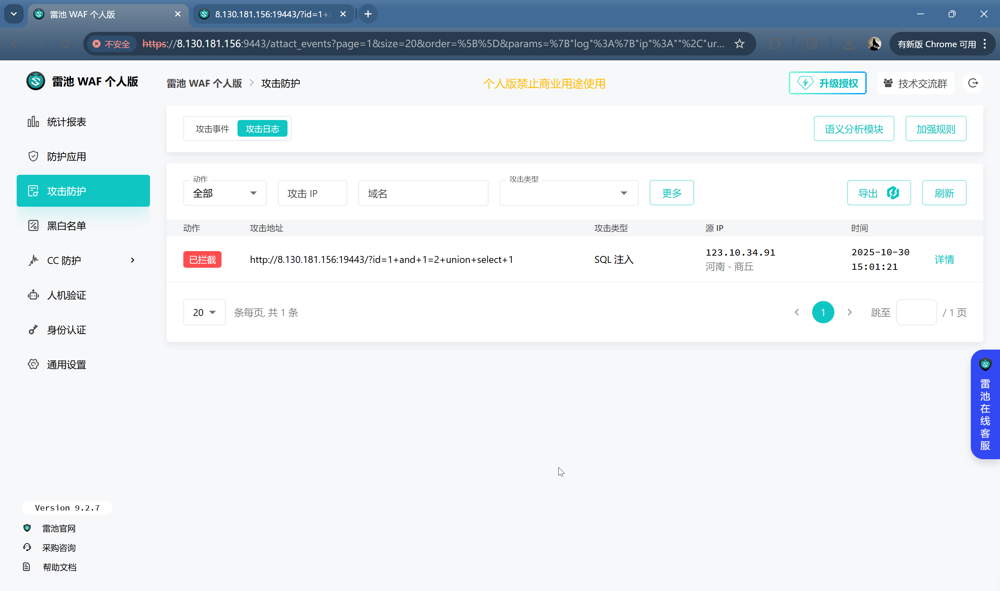 雷池 WAF 个人版
8.130.181.156:19443/?id=1+a
不安全
https://8.130.181.156:9443/attact_events?page=1&size=20&order=%5B%5D&params=%7B"log"%3A%7B"ip"%3A""%2C"ur...
有新版 Chrome 可用
雷池 WAF 个人版
雷池 WAF 个人版 > 攻击防护
个人版禁止商业用途使用
升级授权
技术交流群
统计报表
防护应用
攻击防护
黑白名单
CC 防护
人机验证
身份认证
通用设置
攻击事件
攻击日志
语义分析模块
加强规则
动作
全部
攻击 IP
域名
攻击类型
更多
导出
刷新
动作 攻击地址 攻击类型 源 IP 时间
已拦截 http://8.130.181.156:19443/?id=1+and+1=2+union+select+1 SQL 注入 123.10.34.91 2025-10-30
河南 - 商丘 15:01:21 详情
20 条每页, 共 1 条
1
跳至 / 1 页
雷池在线客服
Version 9.2.7
雷池官网
采购咨询
帮助文档